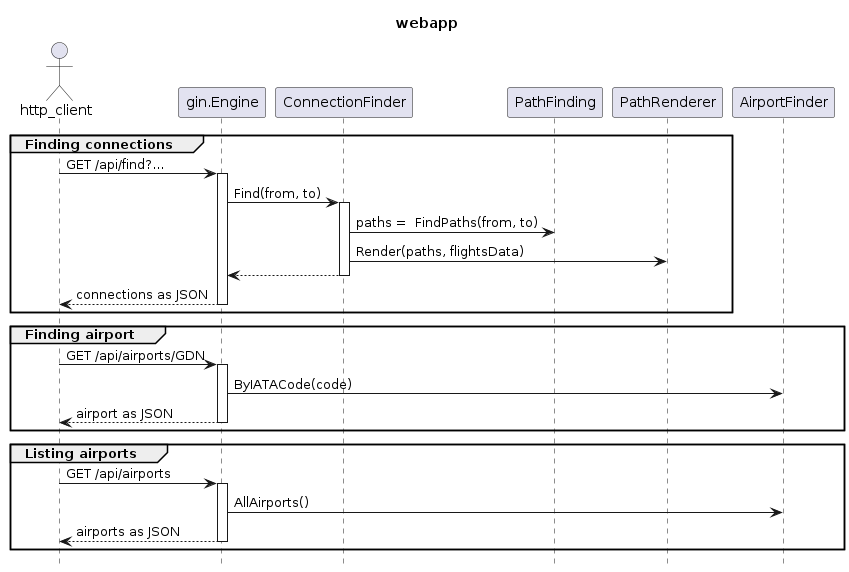 webapp
http_client
gin.Engine
ConnectionFinder
PathFinding
PathRenderer
AirportFinder
Finding connections
GET /api/find?...
Find(from, to)
paths =  FindPaths(from, to)
Render(paths, flightsData)
connections as JSON
Finding airport
GET /api/airports/GDN
ByIATACode(code)
airport as JSON
Listing airports
GET /api/airports
AllAirports()
airports as JSON